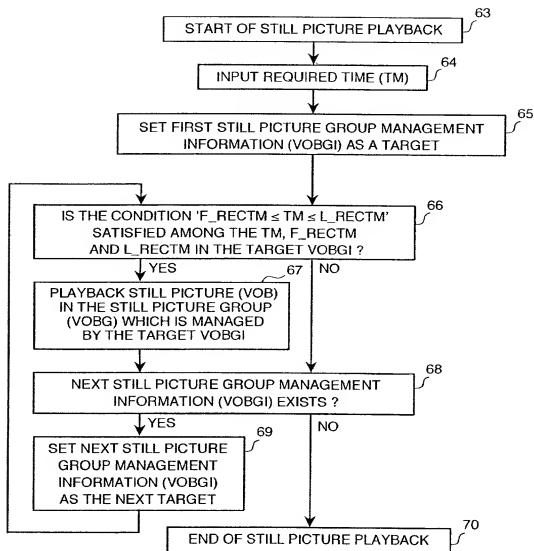 63
START OF STILL PICTURE PLAYBACK
64
INPUT REQUIRED TIME (TM)
65
SET FIRST STILL PICTURE GROUP MANAGEMENT
INFORMATION (VOBGI) AS A TARGET
66
IS THE CONDITION 'F_RECTM ≤ TM ≤ L_RECTM'
SATISFIED AMONG THE TM, F_RECTM
AND L_RECTM IN THE TARGET VOBGI ?
YES
67
NO
PLAYBACK STILL PICTURE (VOB)
IN THE STILL PICTURE GROUP
(VOBG) WHICH IS MANAGED
BY THE TARGET VOBGI
68
NEXT STILL PICTURE GROUP MANAGEMENT
INFORMATION (VOBGI) EXISTS ?
YES
69
NO
SET NEXT STILL PICTURE
GROUP MANAGEMENT
INFORMATION (VOBGI)
AS THE NEXT TARGET
70
END OF STILL PICTURE PLAYBACK